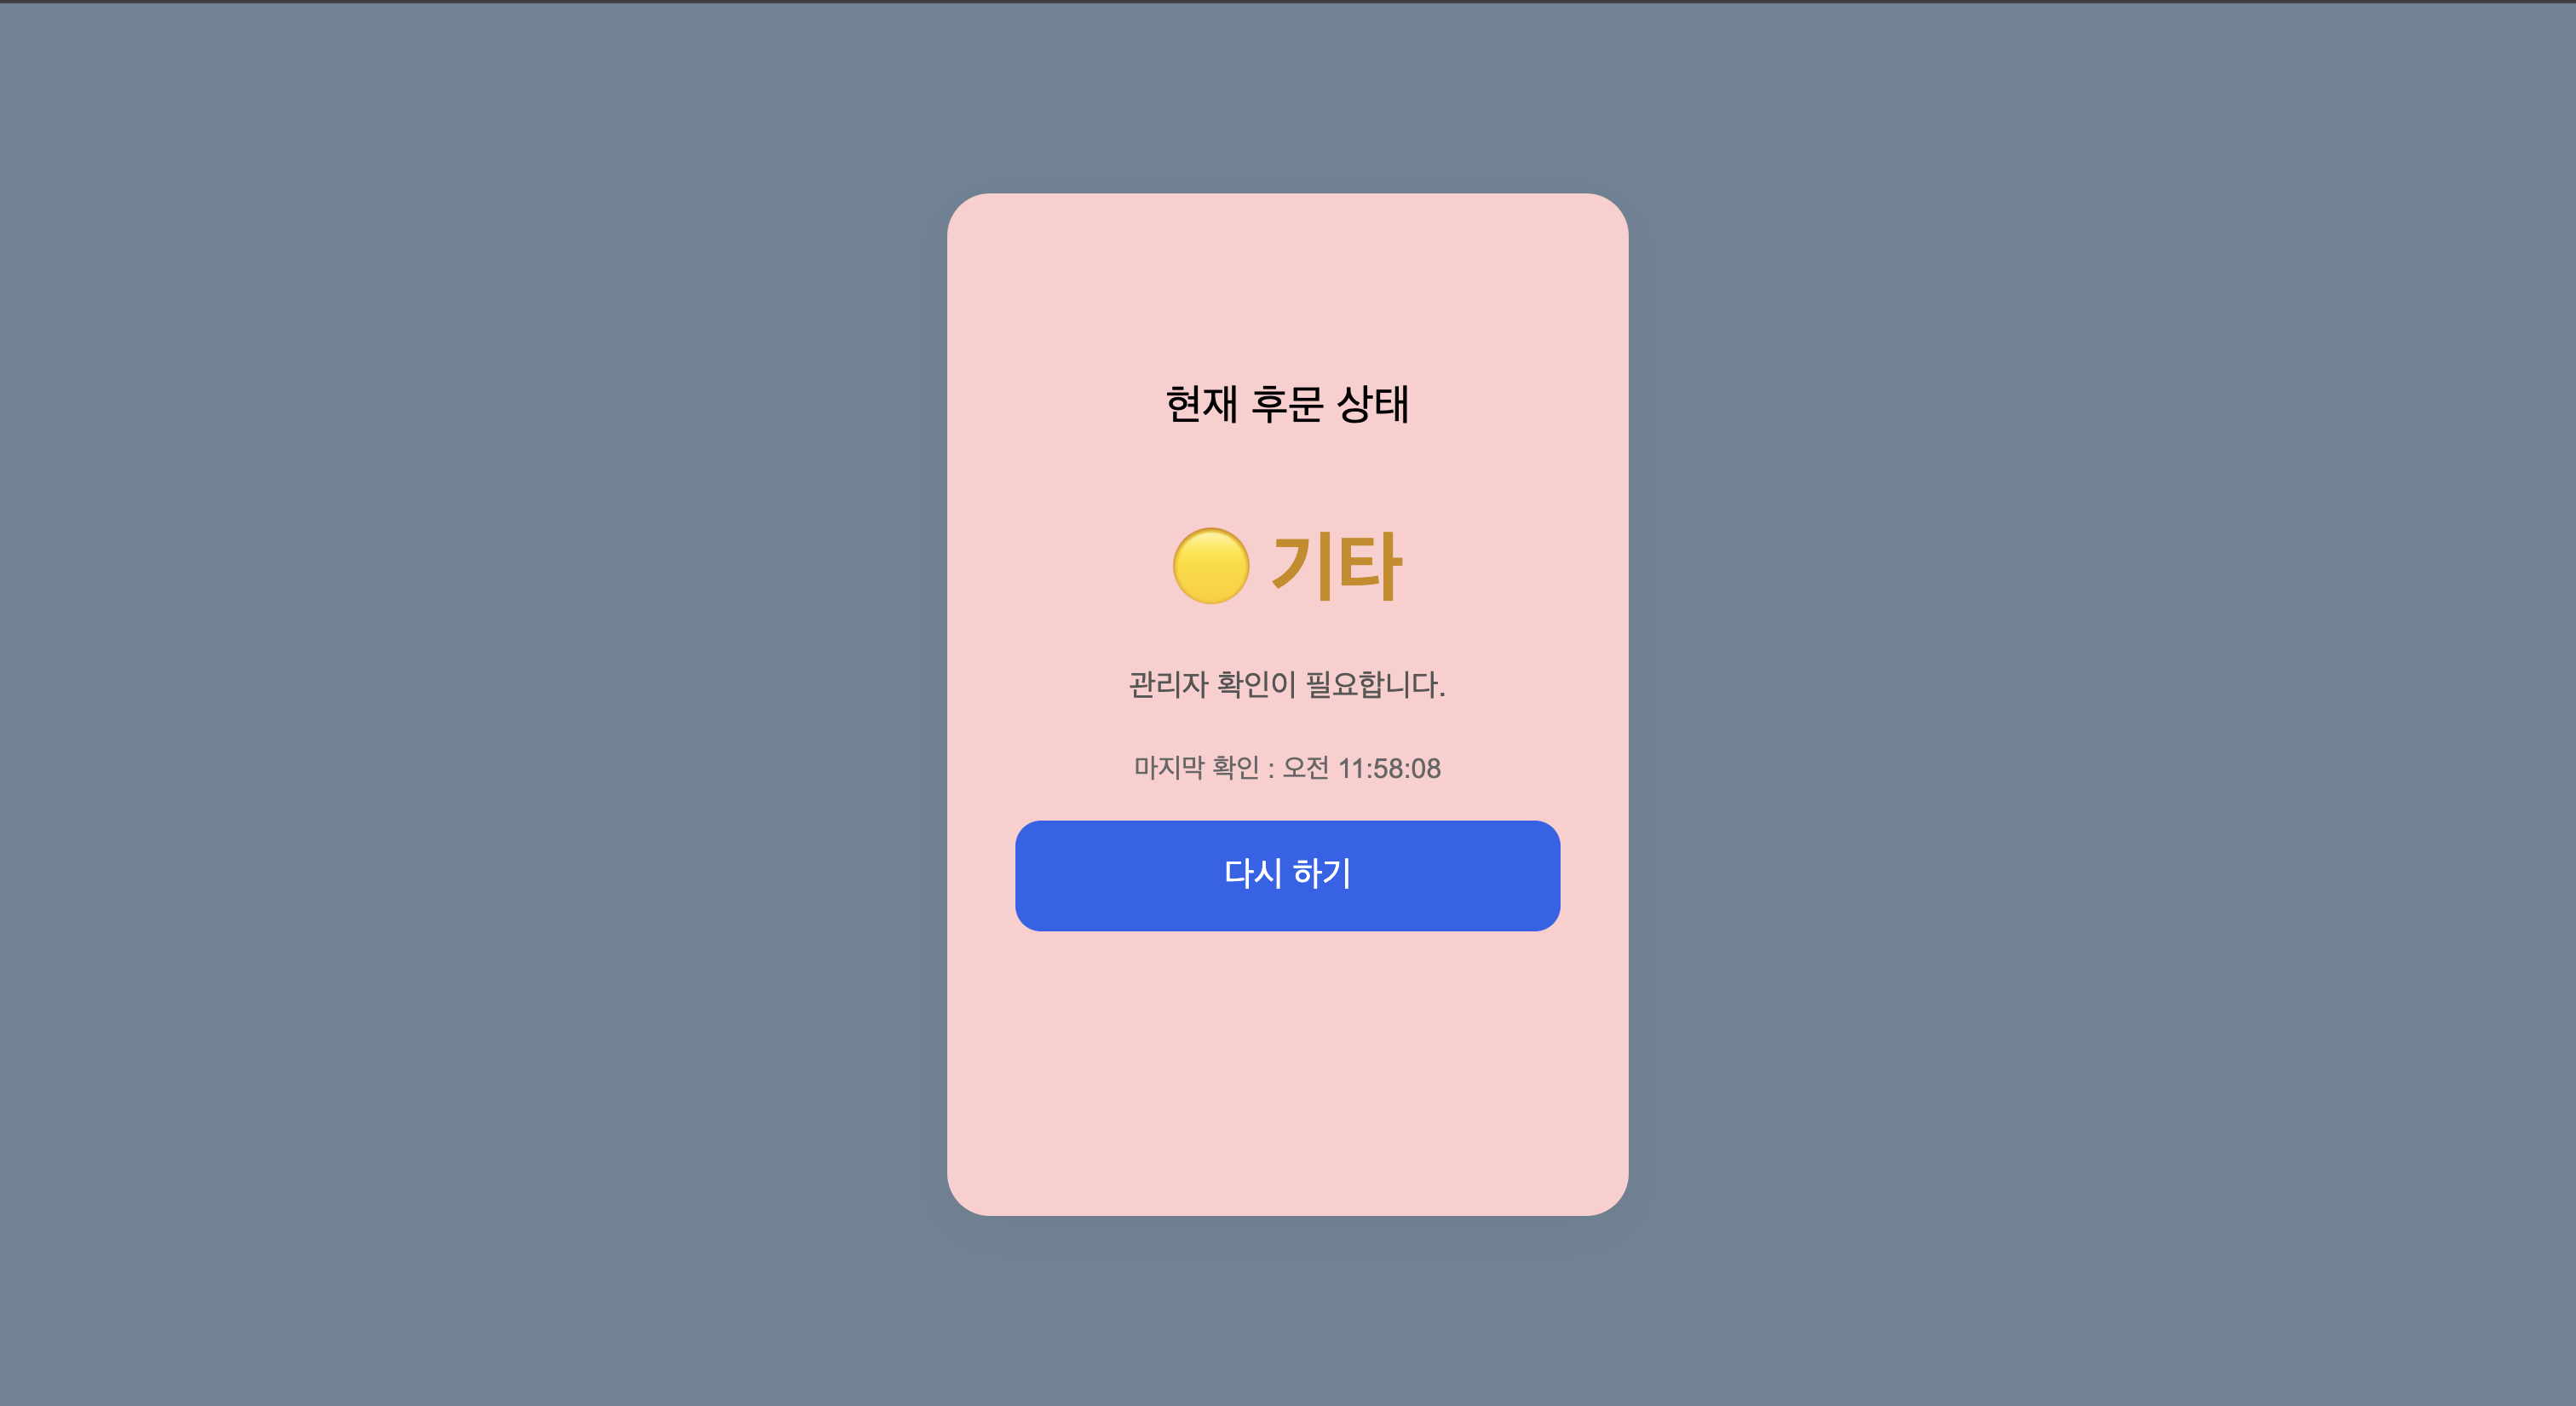 현재 후문 상태
기타
관리자 확인이 필요합니다.
마지막 확인 : 오전 11:58:08
다시 하기